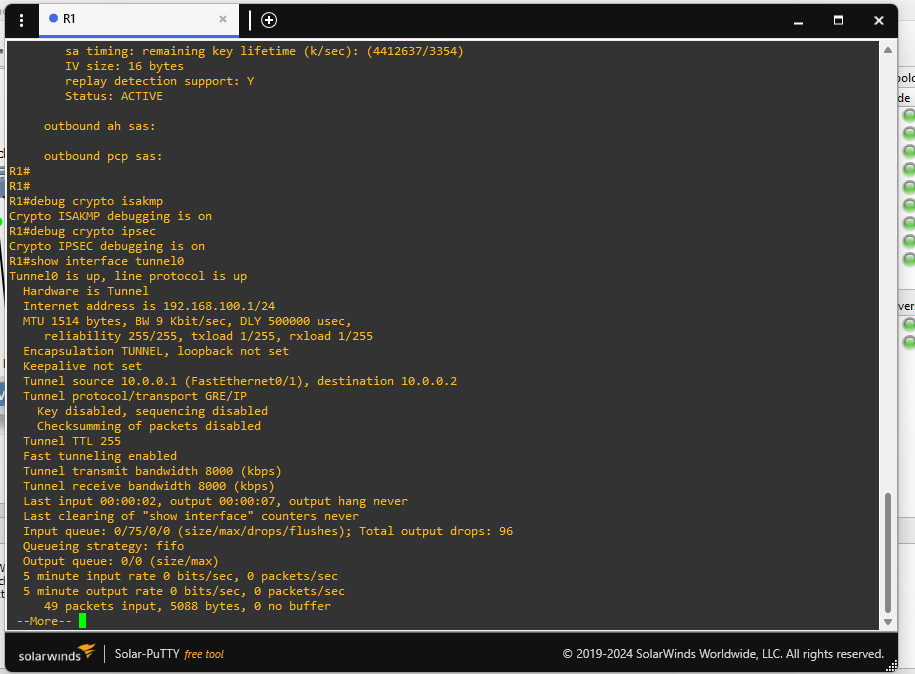 R1
sa timing: remaining key lifetime (k/sec): (4412637/3354)
IV size: 16 bytes
replay detection support: Y
Status: ACTIVE
outbound ah sas:
outbound pcp sas:
R1#
R1#
R1#debug crypto isakmp
Crypto ISAKMP debugging is on
R1#debug crypto ipsec
Crypto IPSEC debugging is on
R1#show interface tunnel0
Tunnel0 is up, line protocol is up
Hardware is Tunnel
Internet address is 192.168.100.1/24
MTU 1514 bytes, BW 9 Kbit/sec, DLY 500000 usec,
reliability 255/255, txload 1/255, rxload 1/255
Encapsulation TUNNEL, loopback not set
Keepalive not set
Tunnel source 10.0.0.1 (FastEthernet0/1), destination 10.0.0.2
Tunnel protocol/transport GRE/IP
Key disabled, sequencing disabled
Checksumming of packets disabled
Tunnel TTL 255
Fast tunneling enabled
Tunnel transmit bandwidth 8000 (kbps)
Tunnel receive bandwidth 8000 (kbps)
Last input 00:00:02, output 00:00:07, output hang never
Last clearing of "show interface" counters never
Input queue: 0/75/0/0 (size/max/drops/flushes); Total output drops: 96
Queueing strategy: fifo
Output queue: 0/0 (size/max)
5 minute input rate 0 bits/sec, 0 packets/sec
5 minute output rate 0 bits/sec, 0 packets/sec
49 packets input, 5088 bytes, 0 no buffer
--More--
solarwinds Solar-PuTTY free tool © 2019-2024 SolarWinds Worldwide, LLC. All rights reserved.